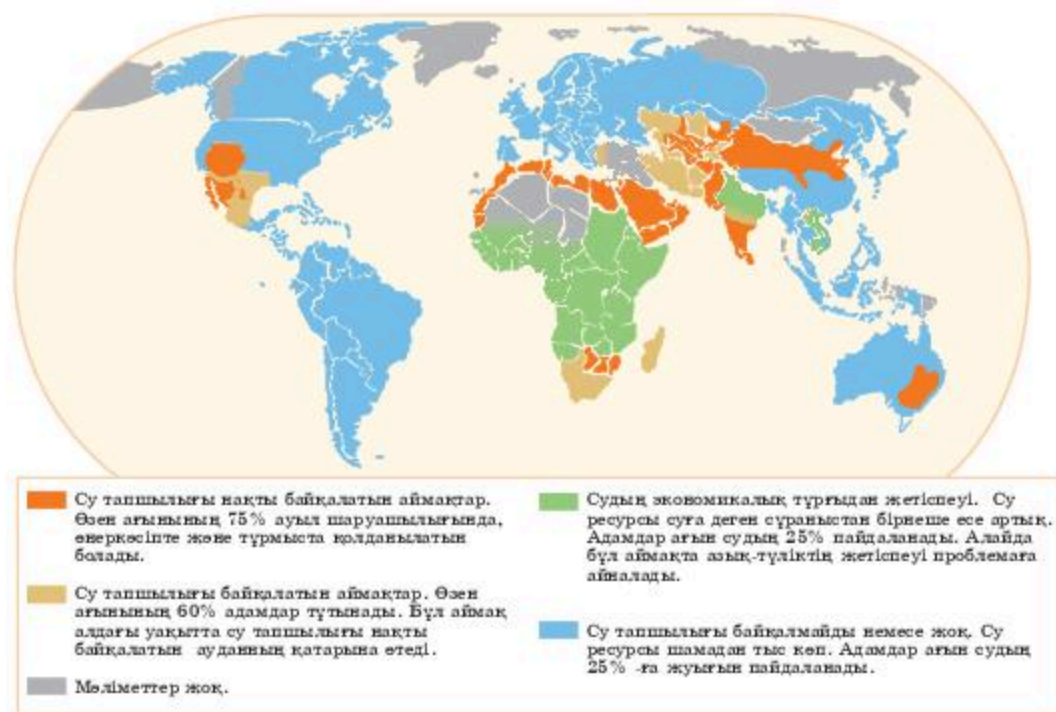 Су тапшылығы нақты байқалатын аймақтар.
Өзен ағынының 75% ауыл шаруашылығында,
өнеркәсіпте және тұрмыста қолданылатын
болады.
Су тапшылығы байқалатын аймақтар. Өзен
ағынының 60% адамдар тұтынады. Бұл аймақ
алдағы уақытта су тапшылығы нақты
байқалатын ауданның қатарына өтеді.
Мәліметтер жоқ.
Судың экономикалық тұрғыдан жетіспеуі. Су
ресурсы суға деген сұраныстан бірнеше есе артық.
Адамдар ағын судың 25% пайдаланады. Алайда
бұл аймақта азық-түліктің жетіспеуі проблемаға
айналады.
Су тапшылығы байқалмайды немесе жоқ. Су
ресурсы шамадан тыс көп. Адамдар ағын судың
25% -ға жуығын пайдаланады.